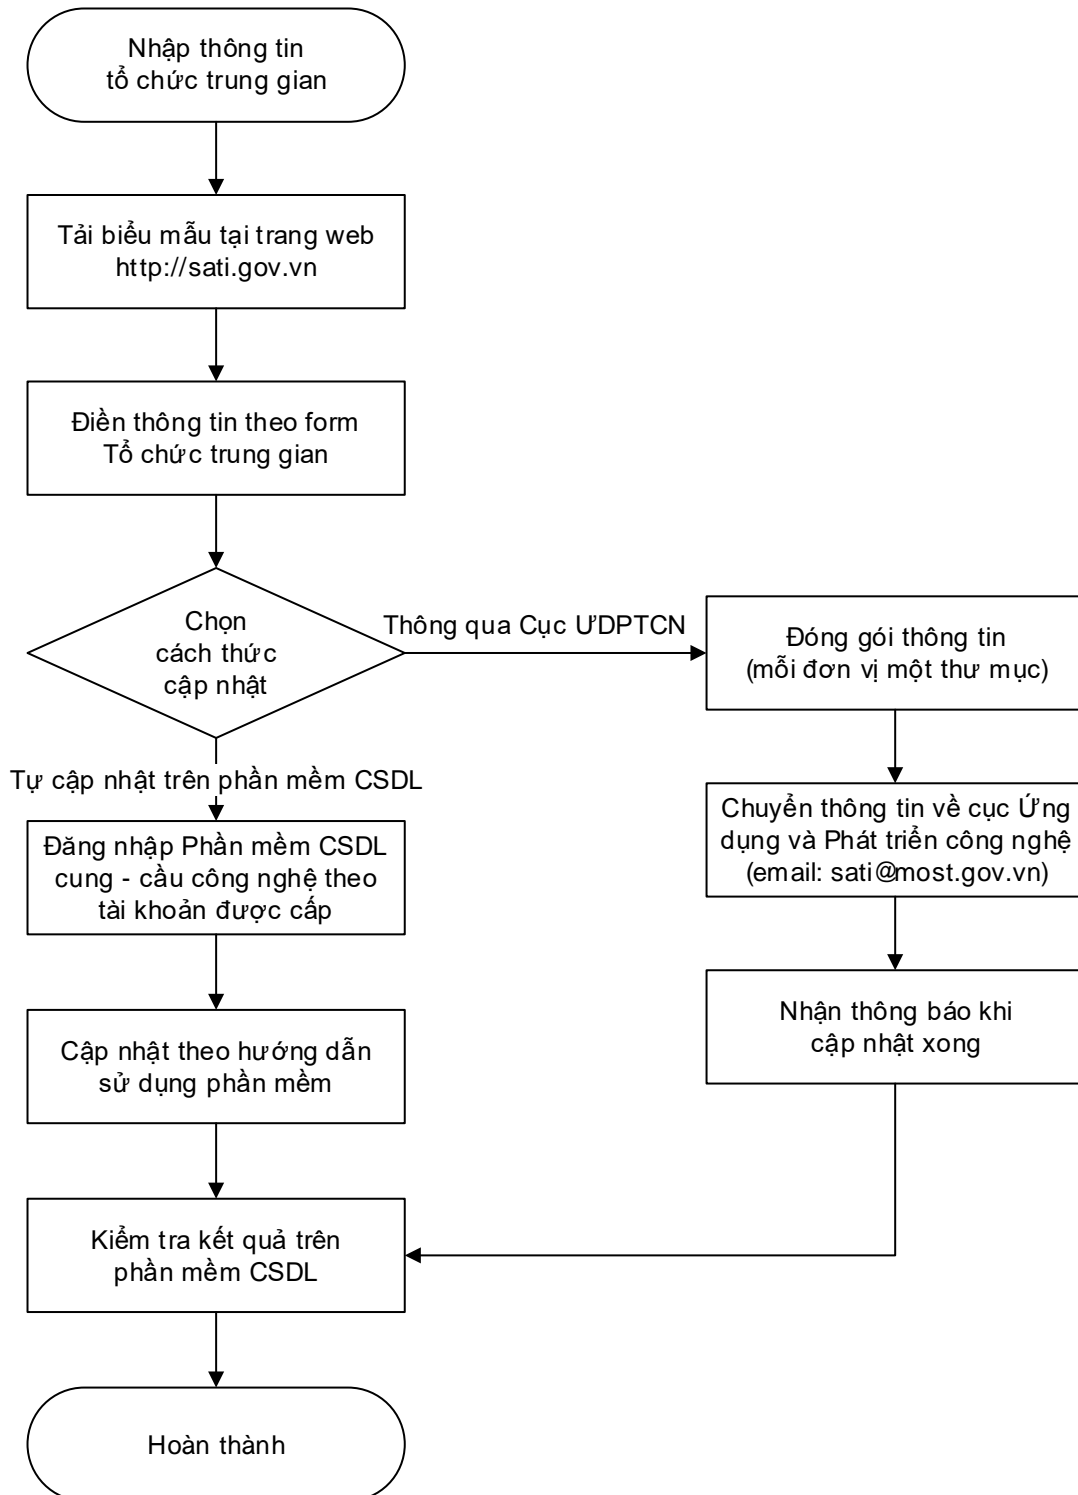 Nhập thông tin
tổ chức trung gian
Tải biểu mẫu tại trang web
http://sati.gov.vn
Điền thông tin theo form
Tổ chức trung gian
Chọn
cách thức
cập nhật
Thông qua Cục ƯDPTCN
Đóng gói thông tin
(mỗi đơn vị một thư mục)
Tự cập nhật trên phần mềm CSDL
Chuyển thông tin về cục Ứng
dụng và Phát triển công nghệ
(email: sati@most.gov.vn)
Đăng nhập Phần mềm CSDL
cung - cầu công nghệ theo
tài khoản được cấp
Nhận thông báo khi
cập nhật xong
Cập nhật theo hướng dẫn
sử dụng phần mềm
Kiểm tra kết quả trên
phần mềm CSDL
Hoàn thành